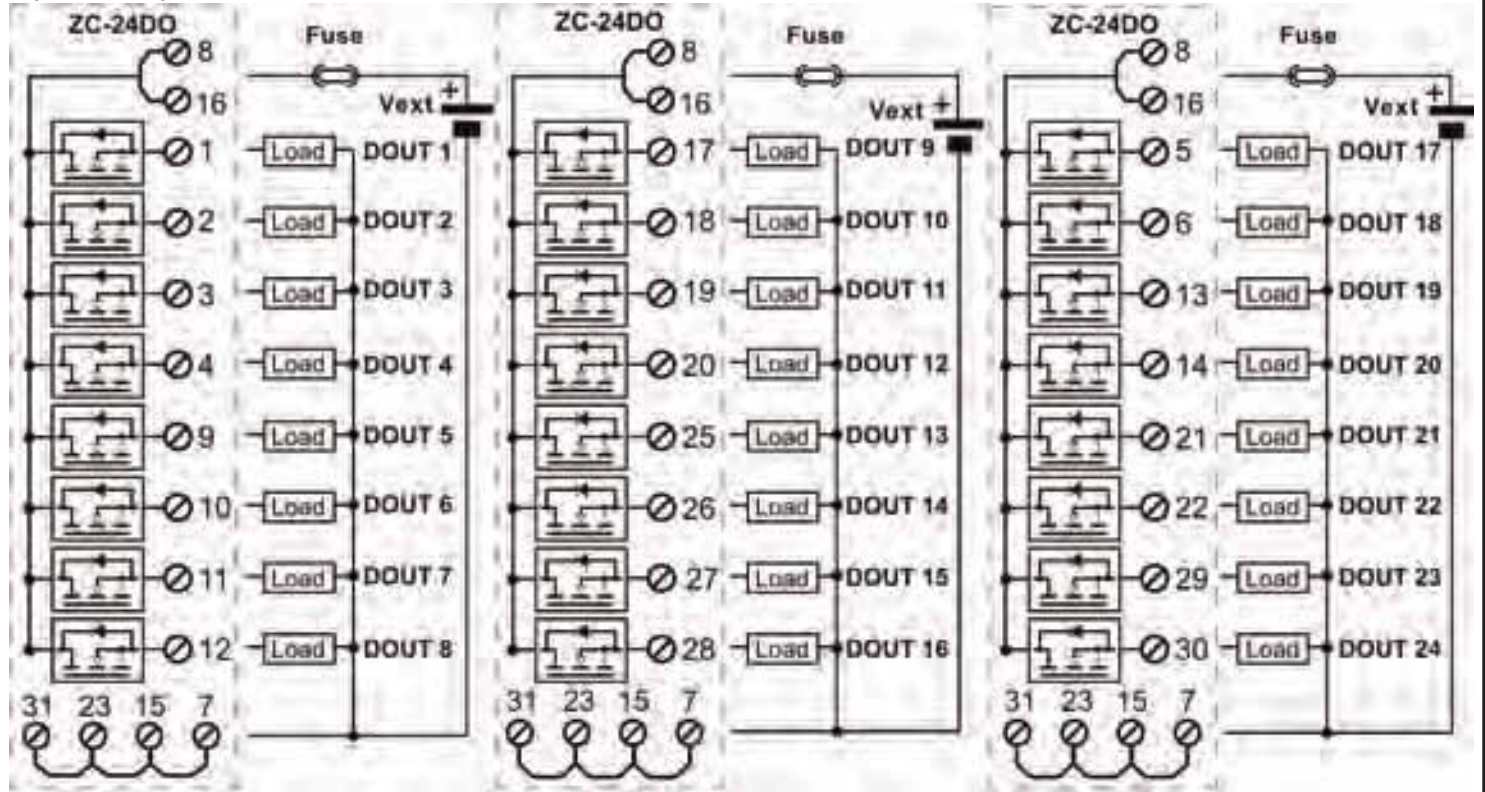 ZC-24DO
Fuse
8
16
Vext +
1 Load DOUT 1
2 Load DOUT 2
3 Load DOUT 3
4 Load DOUT 4
9 Load DOUT 5
10 Load DOUT 6
11 Load DOUT 7
12 Load DOUT 8
31 23 15 7
ZC-24DO
Fuse
8
16
Vext +
17 Load DOUT 9
18 Load DOUT 10
19 Load DOUT 11
20 Load DOUT 12
25 Load DOUT 13
26 Load DOUT 14
27 Load DOUT 15
28 Load DOUT 16
31 23 15 7
ZC-24DO
Fuse
8
16
Vext +
5 Load DOUT 17
6 Load DOUT 18
13 Load DOUT 19
14 Load DOUT 20
21 Load DOUT 21
22 Load DOUT 22
29 Load DOUT 23
30 Load DOUT 24
31 23 15 7